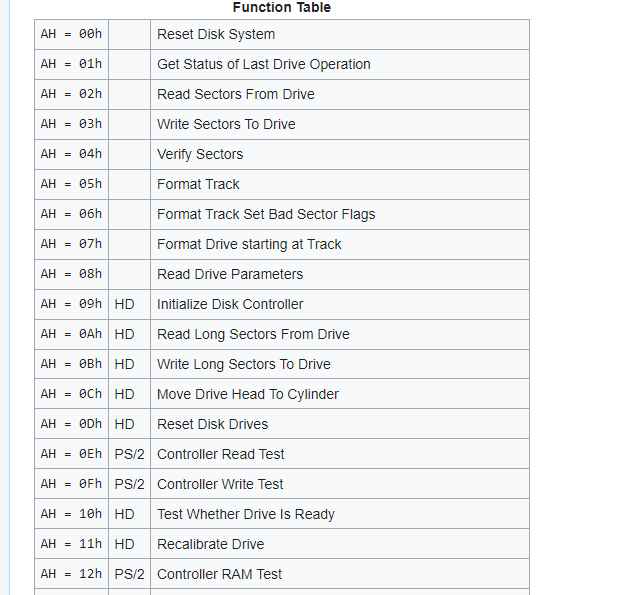 Function Table
AH = 00h Reset Disk System
AH = 01h Get Status of Last Drive Operation
AH = 02h Read Sectors From Drive
AH = 03h Write Sectors To Drive
AH = 04h Verify Sectors
AH = 05h Format Track
AH = 06h Format Track Set Bad Sector Flags
AH = 07h Format Drive starting at Track
AH = 08h Read Drive Parameters
AH = 09h HD Initialize Disk Controller
AH = 0Ah HD Read Long Sectors From Drive
AH = 0Bh HD Write Long Sectors To Drive
AH = 0Ch HD Move Drive Head To Cylinder
AH = 0Dh HD Reset Disk Drives
AH = 0Eh PS/2 Controller Read Test
AH = 0Fh PS/2 Controller Write Test
AH = 10h HD Test Whether Drive Is Ready
AH = 11h HD Recalibrate Drive
AH = 12h PS/2 Controller RAM Test